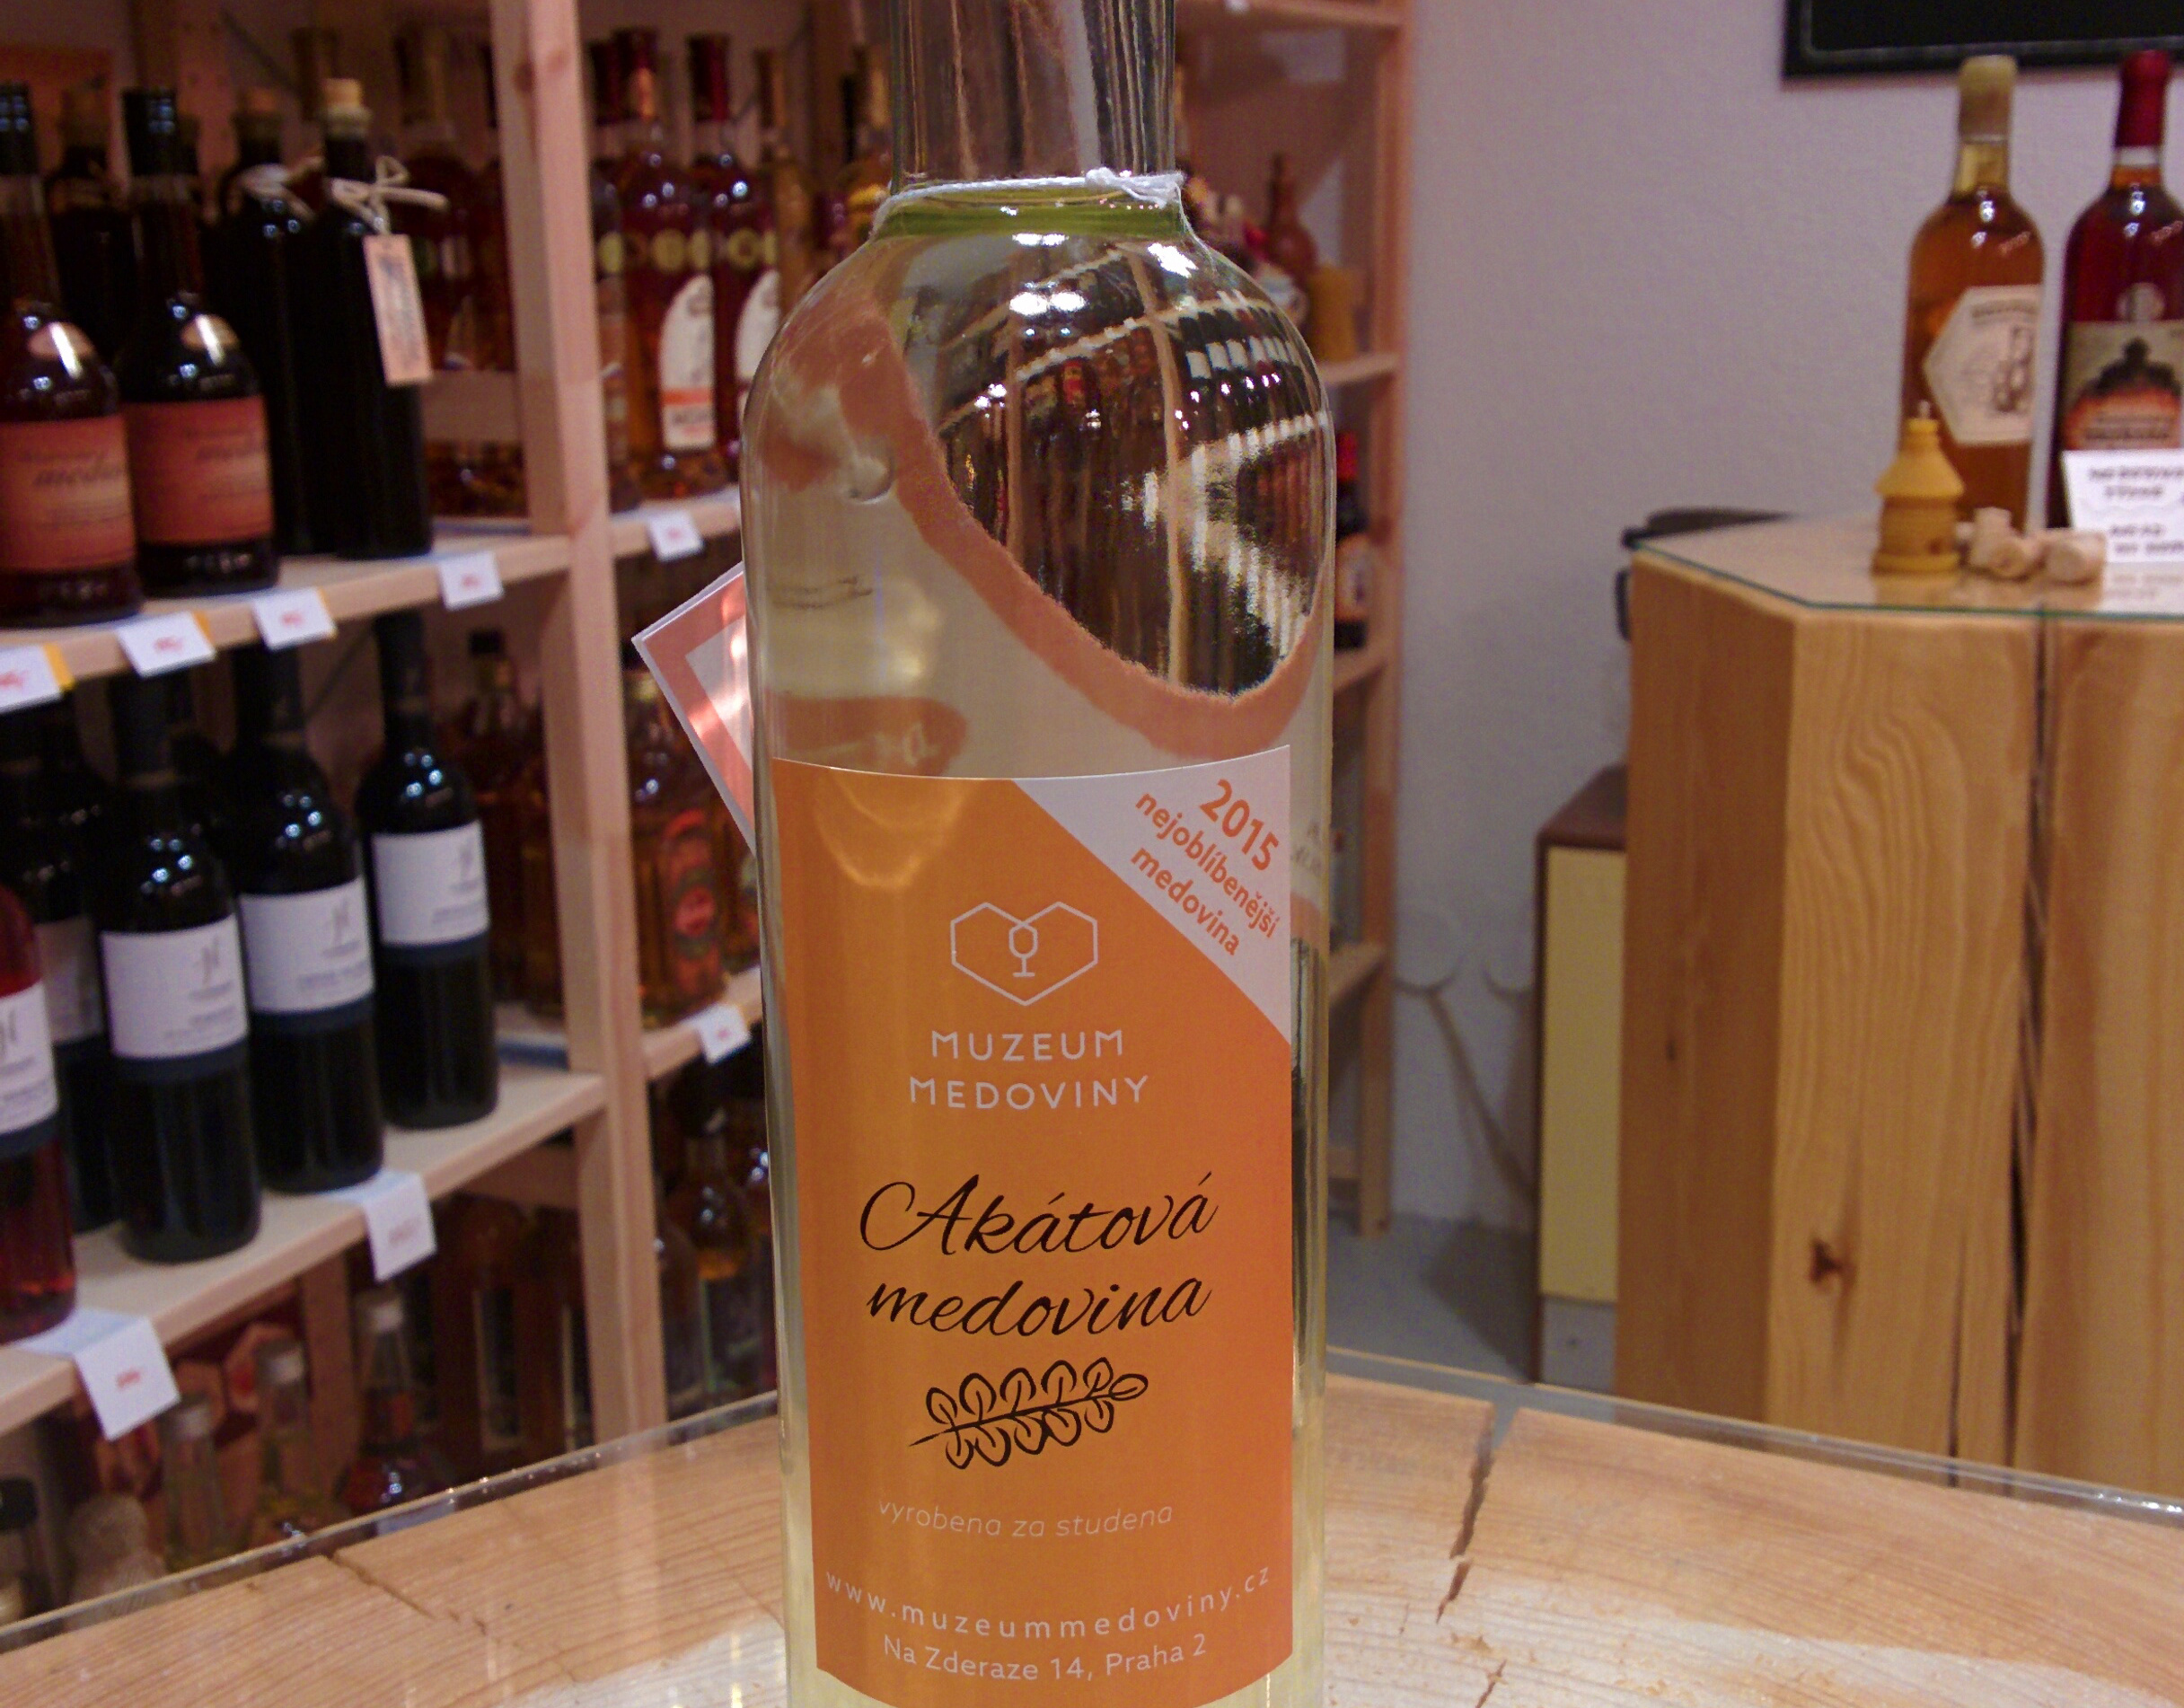 2015
nejoblíbenější
medovina
MUZEUM
MEDOVINY
Akátová
medovina
vyrobena za studena
www.muzeummedoviny.cz
Na Zderaze 14, Praha 2